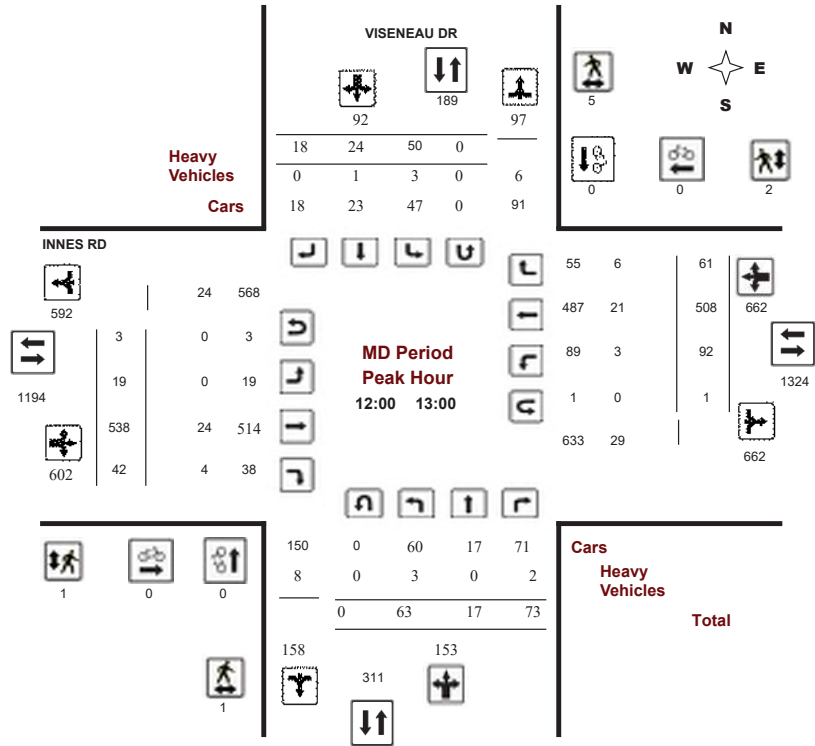 N
VISENEAU DR
W E
S
189
5
92
97
18 24 50 0
Heavy
Vehicles
0 1 3 0 6
0 0 2
Cars
18 23 47 0 91
INNES RD
55 6 61
24 568
592
487 21 508 662
3 0 3
MD Period
89 3 92
19 0 19
Peak Hour
1324
1194
12:00 13:00
1 0 1
538 24 514
633 29
662
602
42 4 38
150 0 60 17 71
Cars
8 0 3 0 2
Heavy
Vehicles
1 0 0
0 63 17 73
Total
158
153
311
1